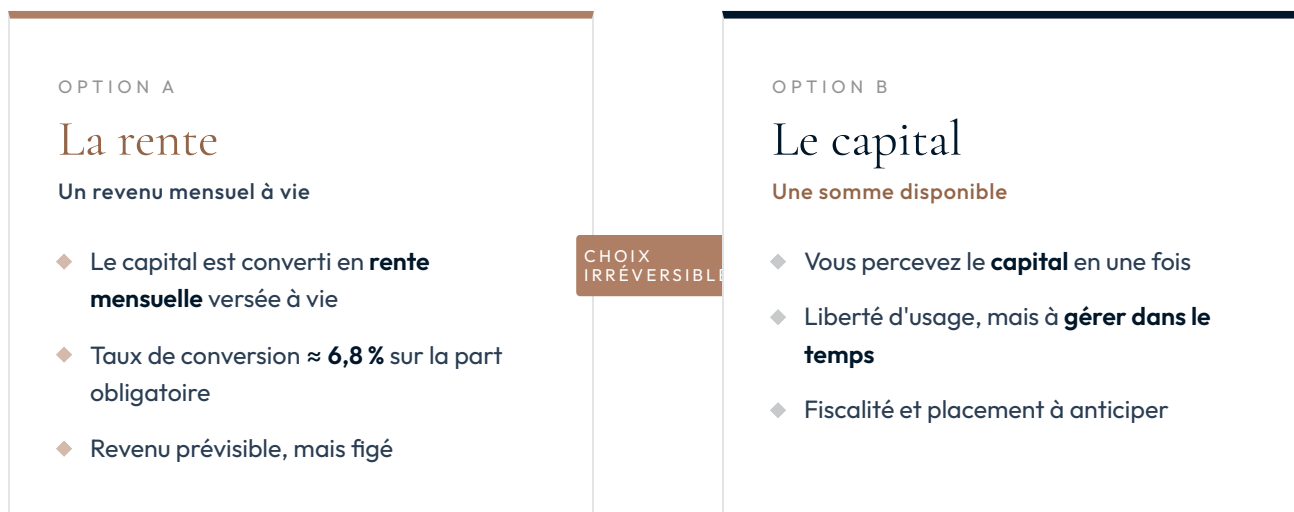 OPTION A
La rente
Un revenu mensuel à vie
Le capital est converti en rente
mensuelle versée à vie
Taux de conversion ≈ 6,8 % sur la part
obligatoire
Revenu prévisible, mais figé
CHOIX
IRRÉVERSIBLE
OPTION B
Le capital
Une somme disponible
Vous percevez le capital en une fois
Liberté d'usage, mais à gérer dans le
temps
Fiscalité et placement à anticiper